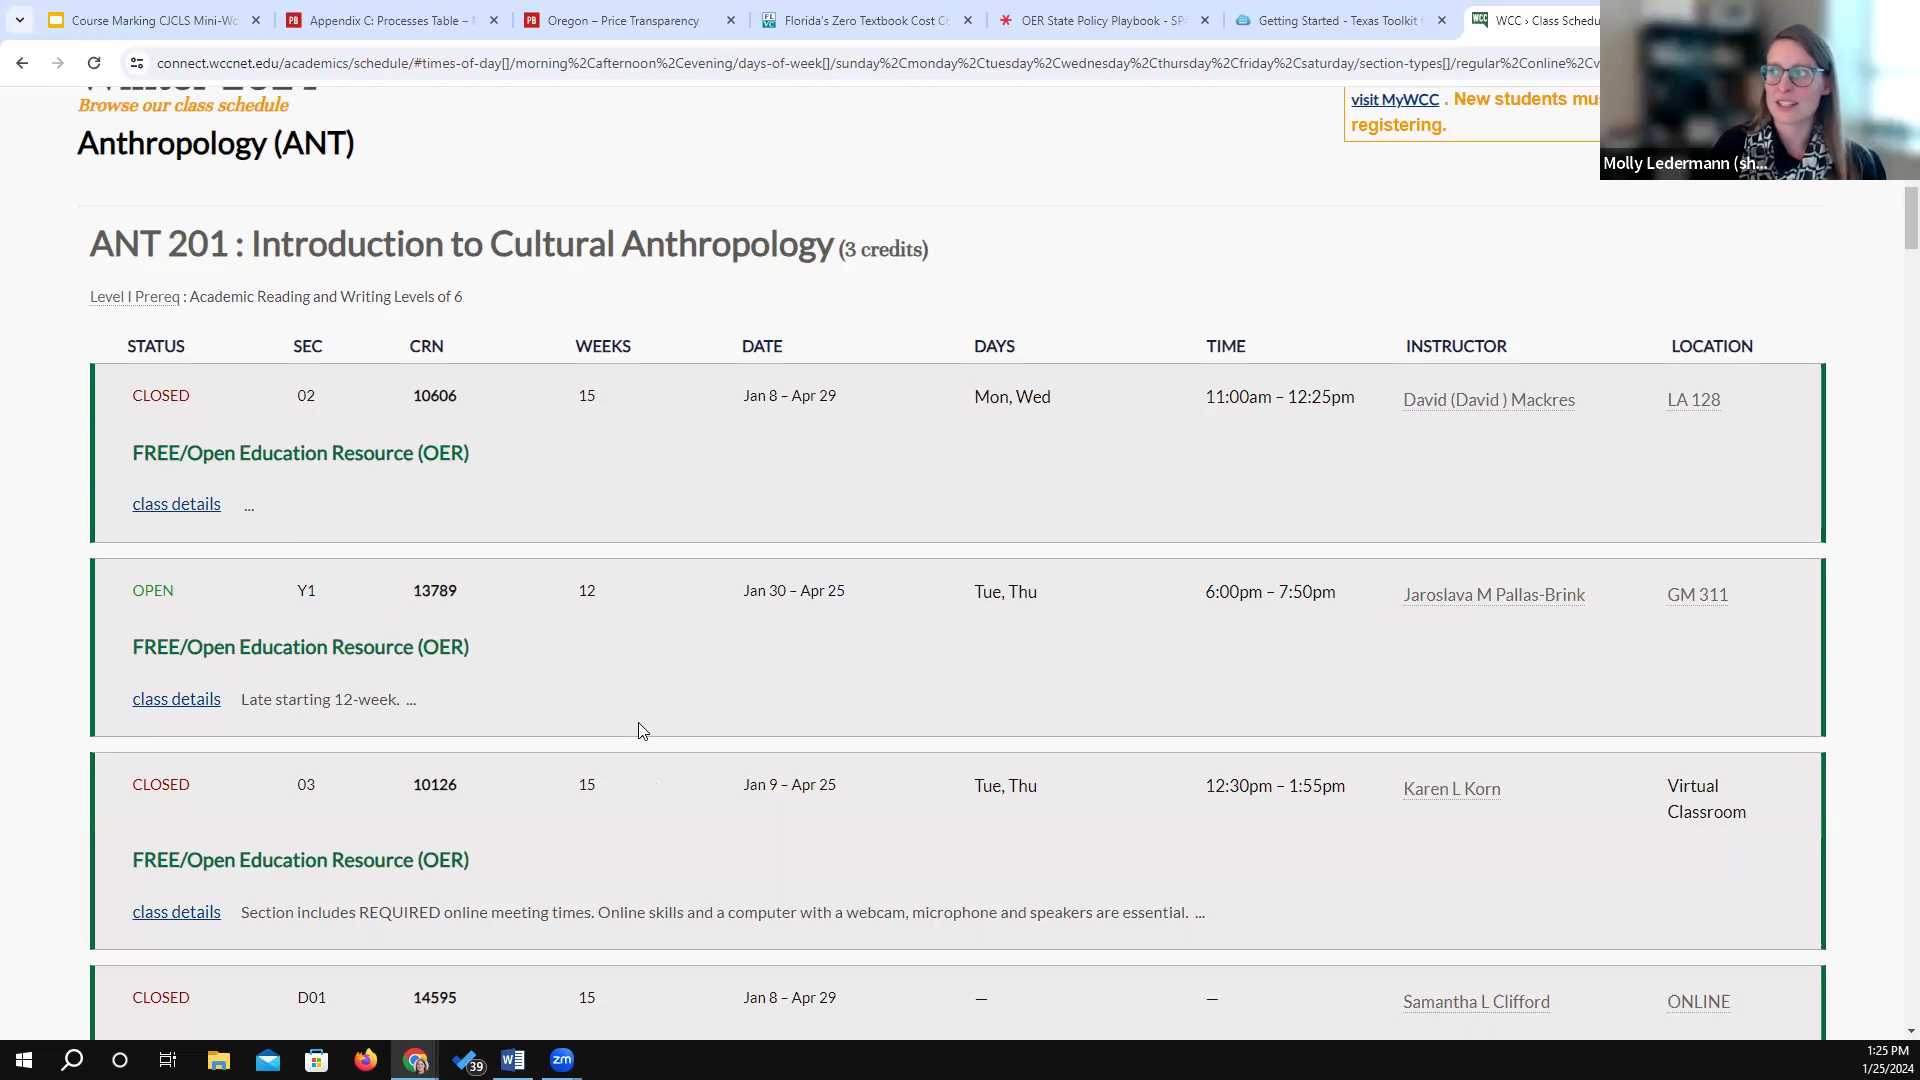 Course Marking CJCLS Mini-Wo
Appendix C: Processes Table –
Oregon – Price Transparency
Florida's Zero Textbook Cost C
OER State Policy Playbook - SPA
Getting Started - Texas Toolkit f
WCC › Class Schedu
connect.wccnet.edu/academics/schedule/#times-of-day[]/morning%2Cafternoon%2Cevening/days-of-week[]/sunday%2Cmonday%2Ctuesday%2Cwednesday%2Cthursday%2Cfriday%2Csaturday/section-types[]/regular%2Conline%2Cv
Browse our class schedule
visit MyWCC . New students mu
registering.
Anthropology (ANT)
Molly Ledermann (sh...
ANT 201 : Introduction to Cultural Anthropology (3 credits)
Level I Prereq : Academic Reading and Writing Levels of 6
STATUS SEC CRN WEEKS DATE DAYS TIME INSTRUCTOR LOCATION
CLOSED 02 10606 15 Jan 8 – Apr 29 Mon, Wed 11:00am – 12:25pm David (David ) Mackres LA 128
FREE/Open Education Resource (OER)
class details ...
OPEN Y1 13789 12 Jan 30 – Apr 25 Tue, Thu 6:00pm – 7:50pm Jaroslava M Pallas-Brink GM 311
FREE/Open Education Resource (OER)
class details Late starting 12-week. ...
CLOSED 03 10126 15 Jan 9 – Apr 25 Tue, Thu 12:30pm – 1:55pm Karen L Korn Virtual
Classroom
FREE/Open Education Resource (OER)
class details Section includes REQUIRED online meeting times. Online skills and a computer with a webcam, microphone and speakers are essential. ...
CLOSED D01 14595 15 Jan 8 – Apr 29 — — Samantha L Clifford ONLINE
39
zm
1:25 PM
1/25/2024